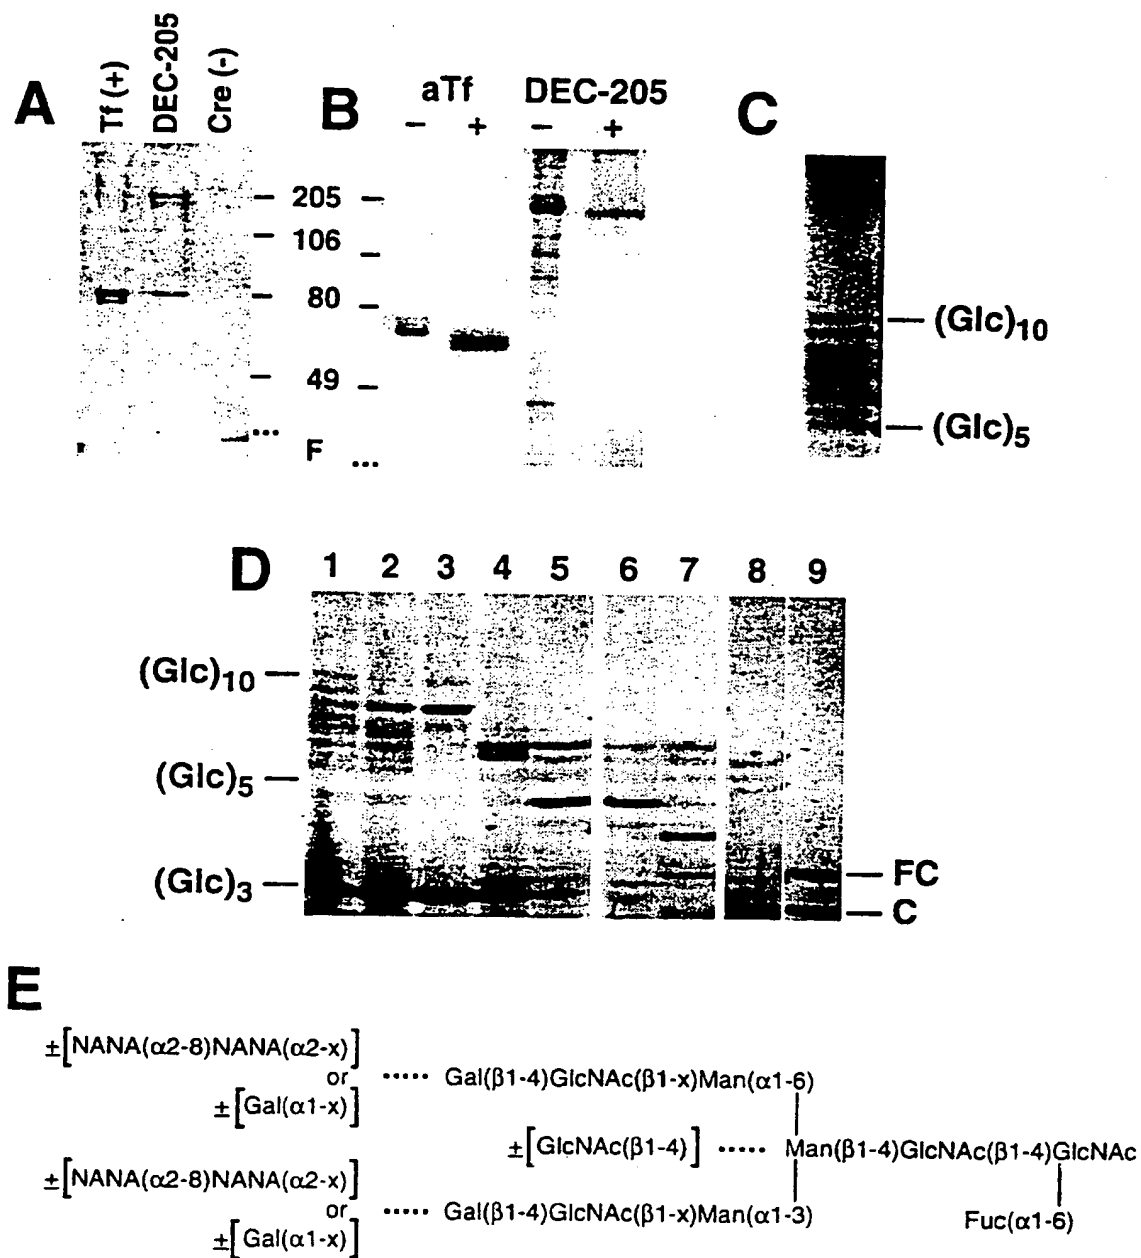 A
Tf (+)
DEC-205
Cre (-)
205
106
80
49
F
B
aTf
DEC-205
– + – +
C
(Glc)10
(Glc)5
D
1 2 3 4 5 6 7 8 9
(Glc)10
(Glc)5
(Glc)3
FC
C
E
±[NANA(α2-8)NANA(α2-x)]
or
±[Gal(α1-x)]
····· Gal(β1-4)GlcNAc(β1-x)Man(α1-6)
±[GlcNAc(β1-4)] ····· Man(β1-4)GlcNAc(β1-4)GlcNAc
±[NANA(α2-8)NANA(α2-x)]
or
±[Gal(α1-x)]
····· Gal(β1-4)GlcNAc(β1-x)Man(α1-3)
Fuc(α1-6)